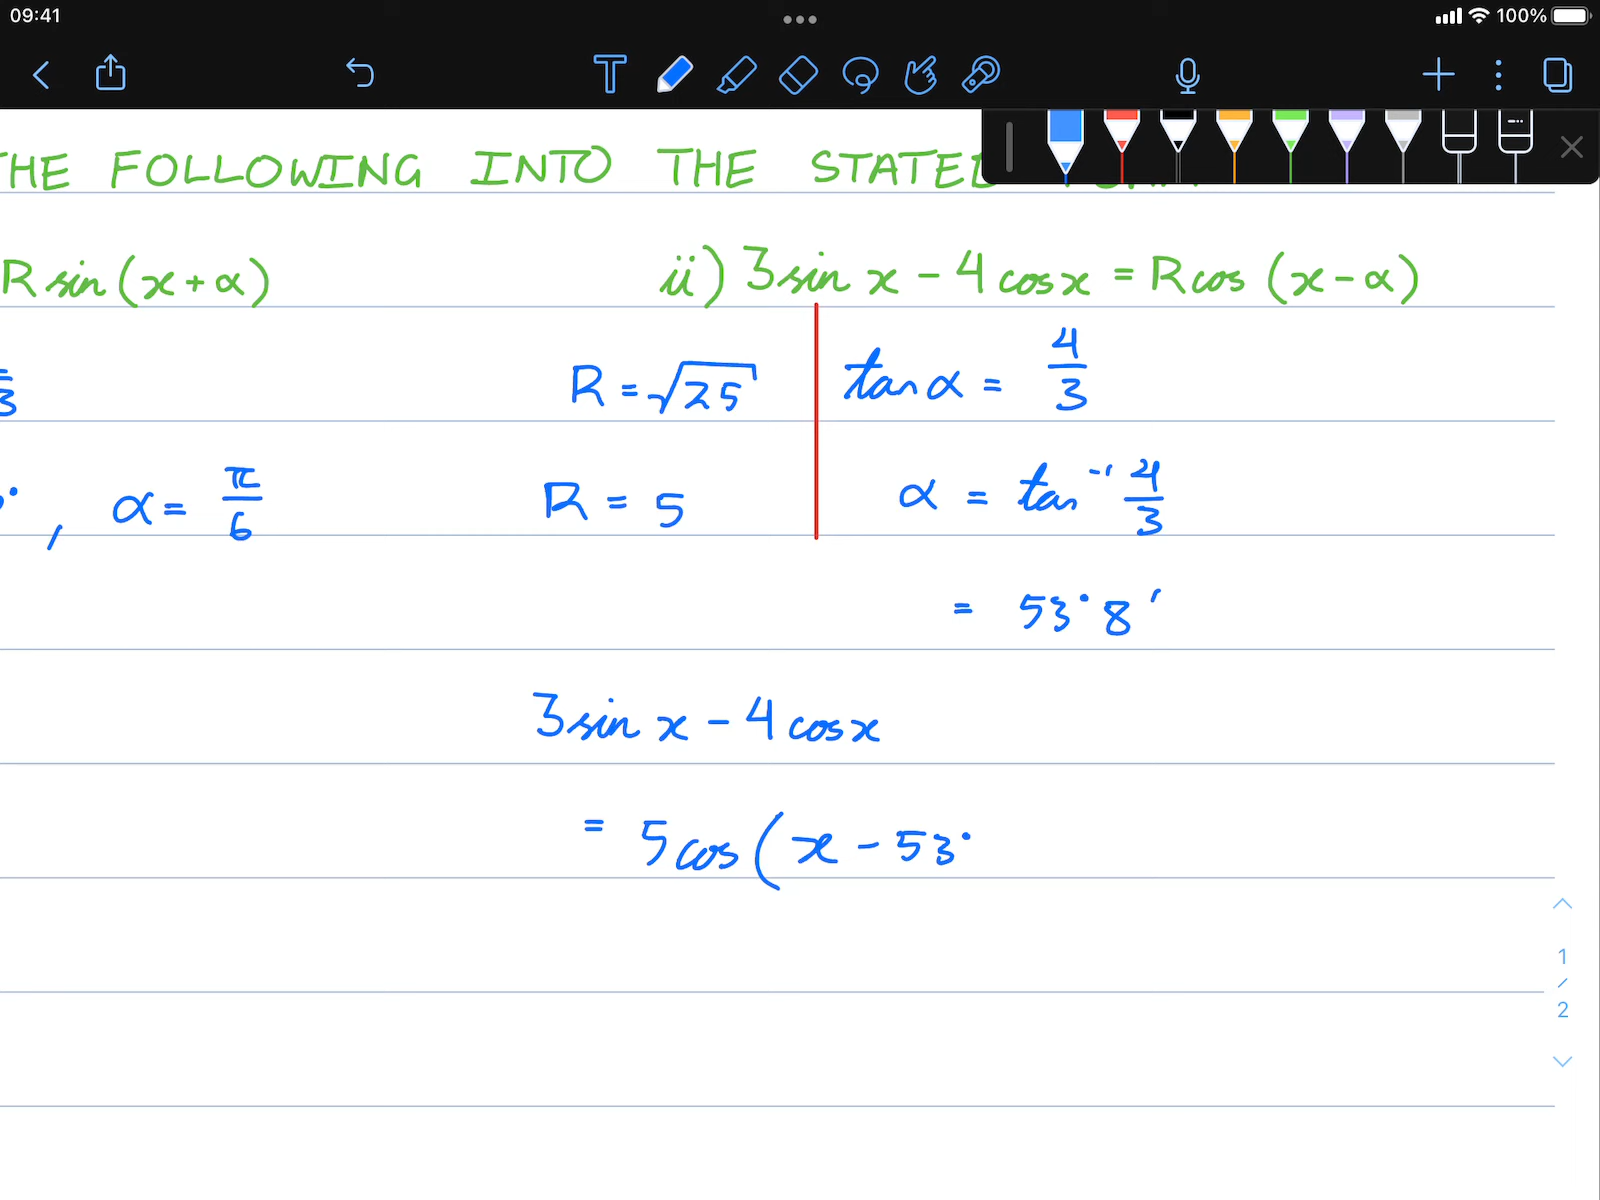 09:41
100%
HE FOLLOWING INTO THE STATED
R sin (x + α)
ii) 3 sin x - 4 cos x = R cos (x - α)
3
R = √25
tan α = 4/3
, α = π/6
R = 5
α = tan⁻¹ 4/3
= 53° 8'
3 sin x - 4 cos x
= 5 cos (x - 53°
1
/
2